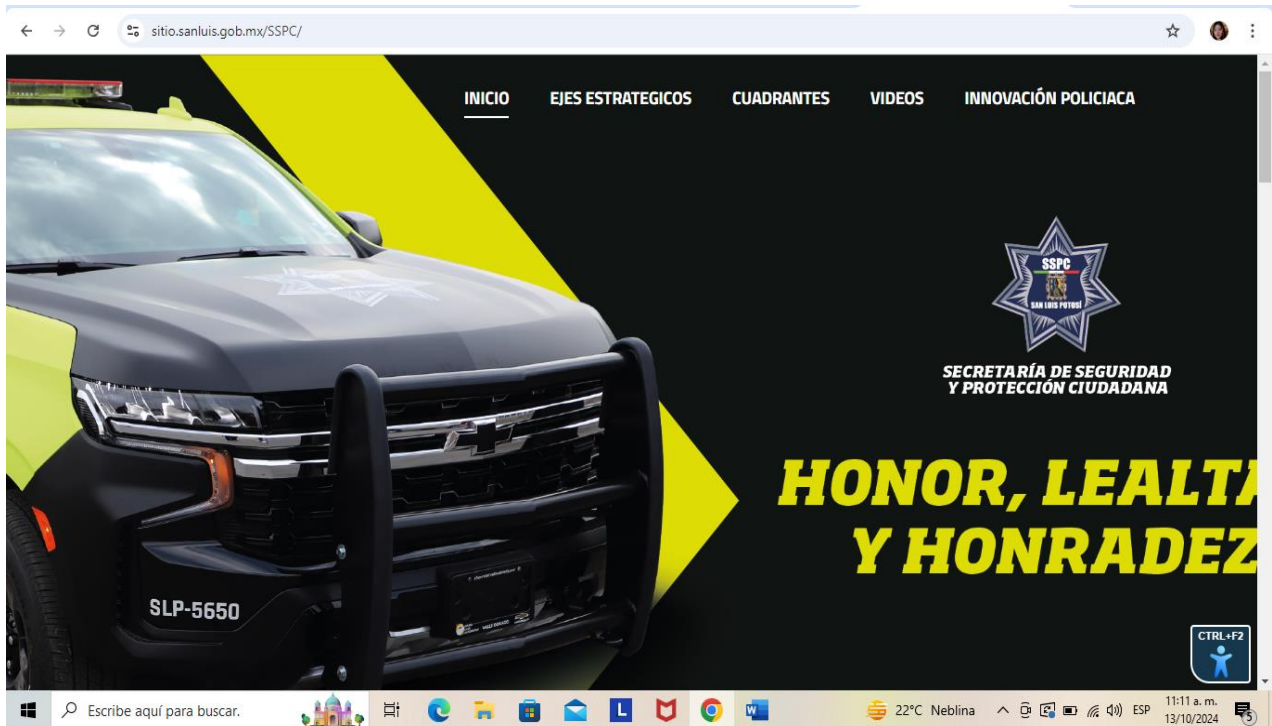 sitio.sanluis.gob.mx/SSPC/
INICIO EJES ESTRATEGICOS CUADRANTES VIDEOS INNOVACIÓN POLICIACA
SSPC
SAN LUIS POTOSÍ
SECRETARÍA DE SEGURIDAD
Y PROTECCIÓN CIUDADANA
HONOR, LEALTA
Y HONRADEZ
SLP-5650
CTRL+F2
Escribe aquí para buscar.
22°C Neblina
ESP
11:11 a. m.
13/10/2024
5